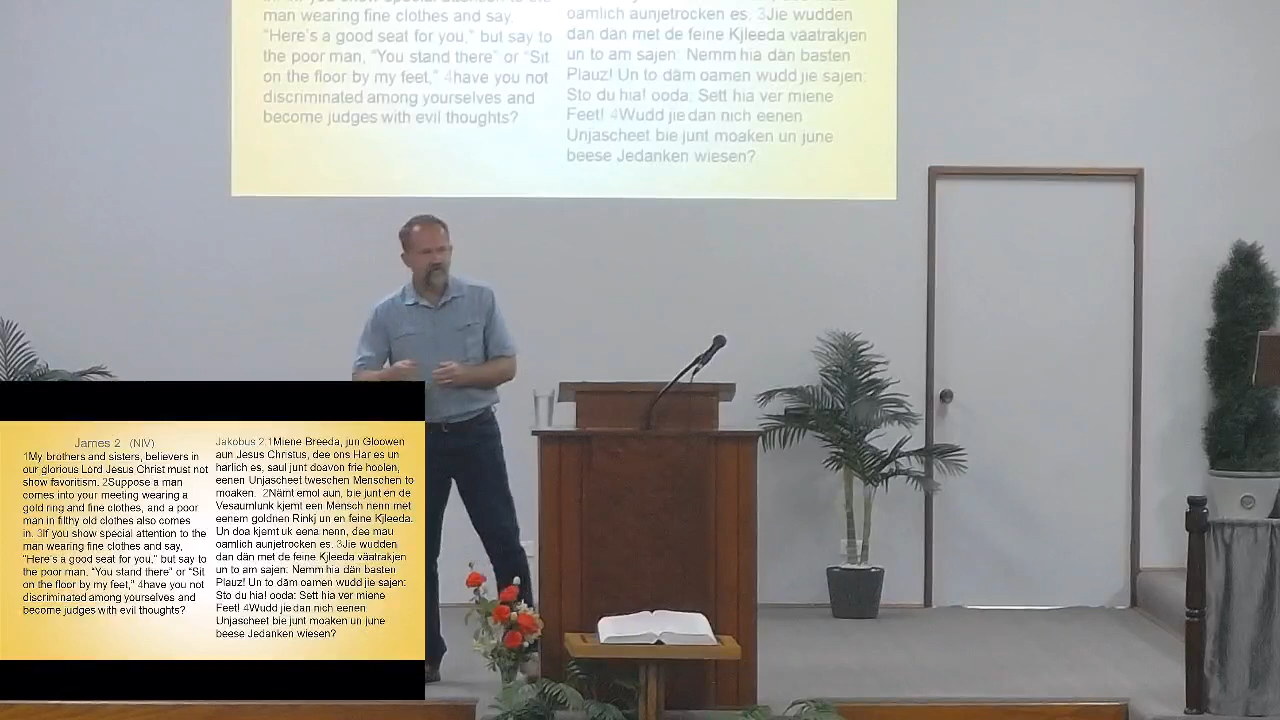 man wearing fine clothes and say,
"Here's a good seat for you," but say to
the poor man, "You stand there" or "Sit
on the floor by my feet," 4have you not
discriminated among yourselves and
become judges with evil thoughts?
oamlich aunjetrocken es. 3Jie wudden
dan dän met de feine Kjleeda väatrakjen
un to am sajen: Nemm hia dän basten
Plauz! Un to däm oamen wudd jie sajen:
Sto du hia! ooda: Sett hia ver miene
Feet! 4Wudd jie dan nich eenen
Unjascheet bie junt moaken un june
beese Jedanken wiesen?
James 2 (NIV)
1My brothers and sisters, believers in
our glorious Lord Jesus Christ must not
show favoritism. 2Suppose a man
comes into your meeting wearing a
gold ring and fine clothes, and a poor
man in filthy old clothes also comes
in. 3If you show special attention to the
man wearing fine clothes and say,
"Here's a good seat for you," but say to
the poor man, "You stand there" or "Sit
on the floor by my feet," 4have you not
discriminated among yourselves and
become judges with evil thoughts?
Jakobus 2 1Miene Breeda, jun Gloowen
aun Jesus Christus, dee ons Har es un
harlich es, saul junt doavon frie hoolen,
eenen Unjascheet tweschen Menschen to
moaken. 2Nämt emol aun, bie junt en de
Vesaumlunk kjemt een Mensch nenn met
eenem goldnen Rinkj un en feine Kjleeda.
Un doa kjemt uk eena nenn, dee mau
oamlich aunjetrocken es. 3Jie wudden
dan dän met de feine Kjleeda väatrakjen
un to am sajen: Nemm hia dän basten
Plauz! Un to däm oamen wudd jie sajen:
Sto du hia! ooda: Sett hia ver miene
Feet! 4Wudd jie dan nich eenen
Unjascheet bie junt moaken un june
beese Jedanken wiesen?